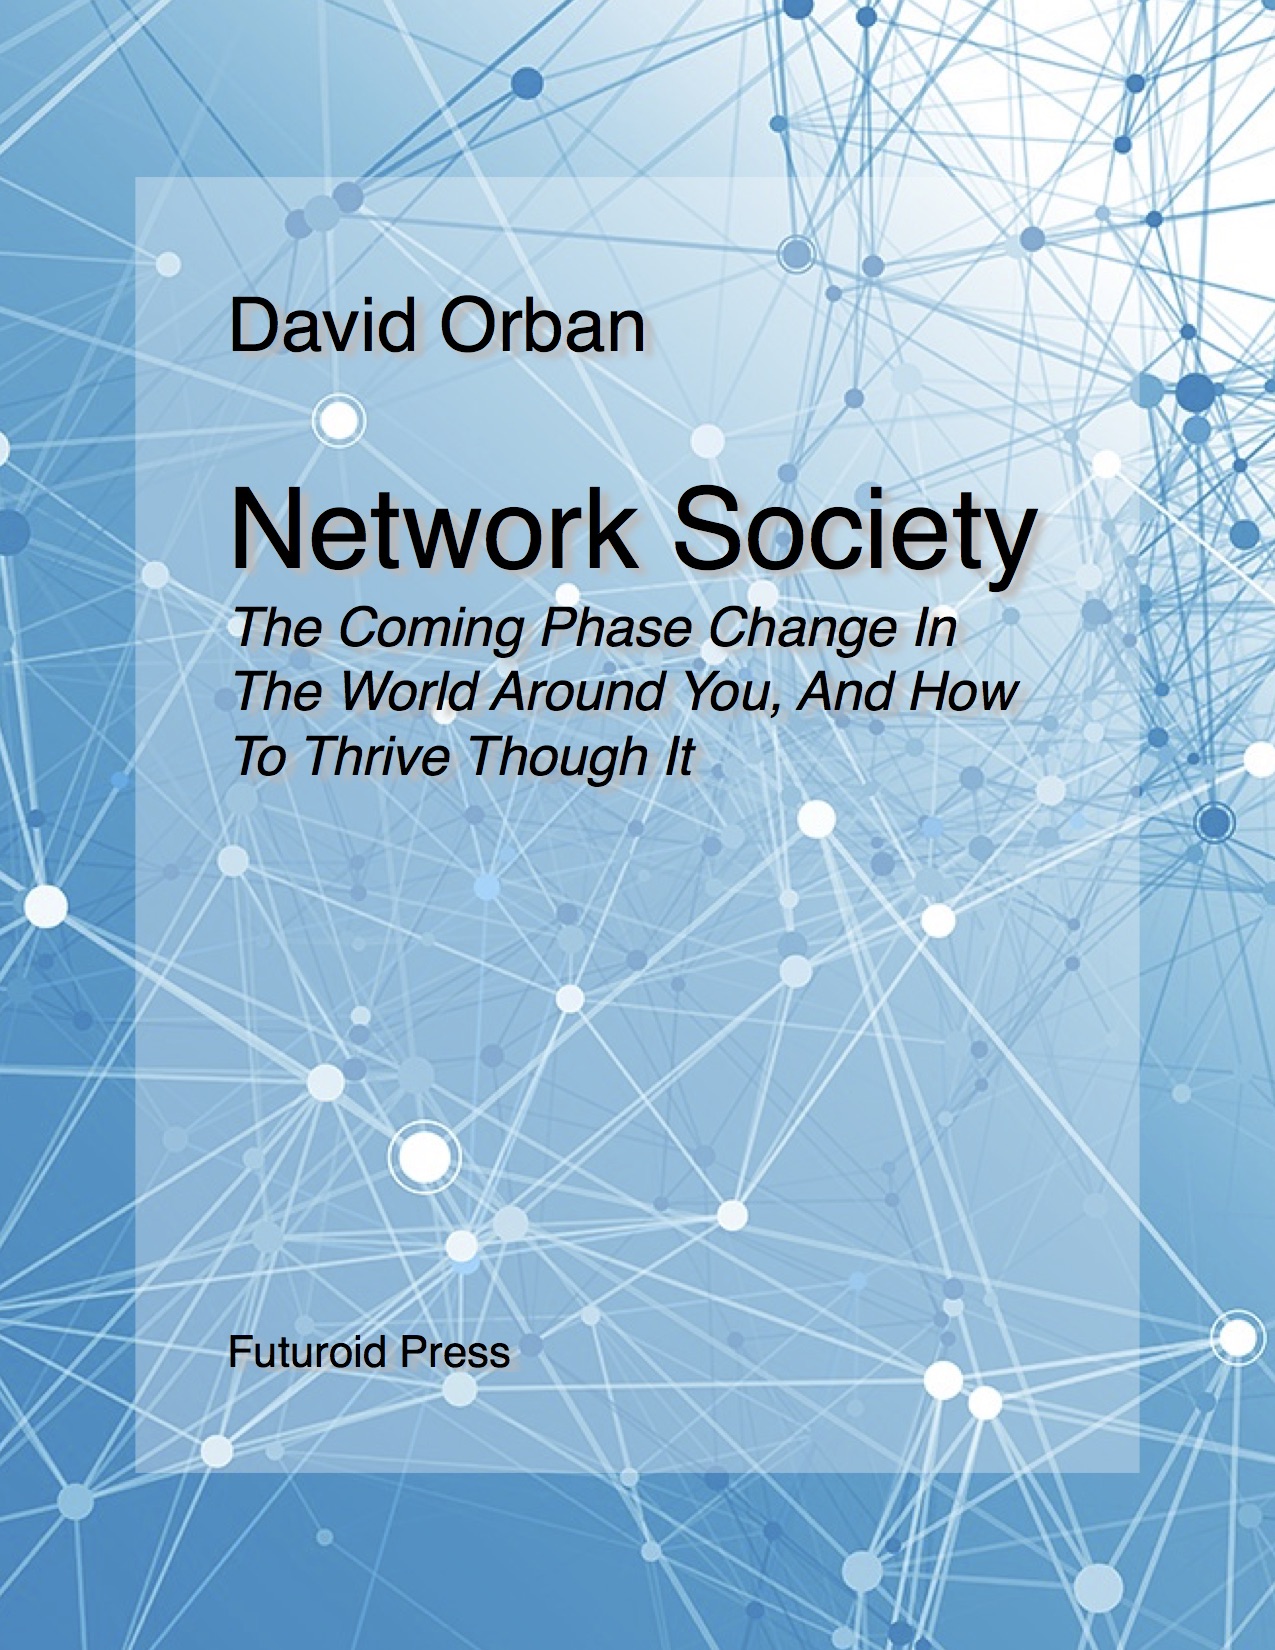 David Orban
Network Society
The Coming Phase Change In
The World Around You, And How
To Thrive Though It
Futuroid Press